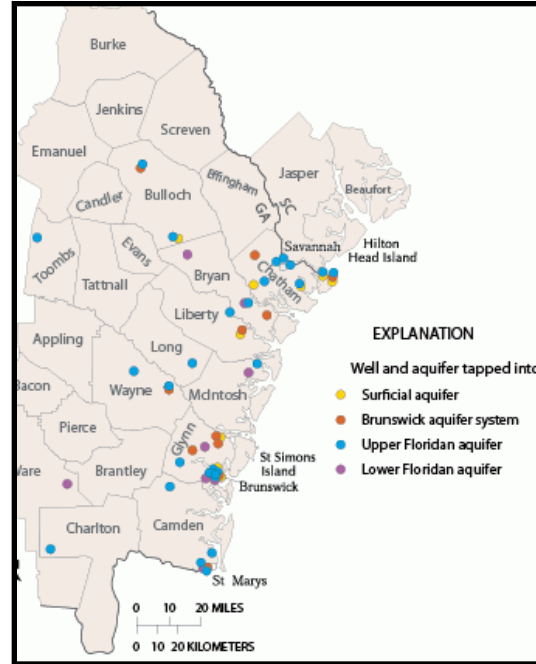 Burke
Jenkins
Screven
Emanuel
Jasper
Effingham
Beaufort
Candler
Bulloch
GA
SC
Savannah
Hilton
Head Island
Toombs
Evans
Bryan
Chatham
Tattnall
Liberty
Appling
Long
EXPLANATION
Well and aquifer tapped into
Bacon
Wayne
McIntosh
Surficial aquifer
Pierce
Brunswick aquifer system
Glynn
Upper Floridan aquifer
St Simons
Island
Ware
Brantley
Lower Floridan aquifer
Brunswick
Charlton
Camden
St Marys
0 10 20 MILES
0 10 20 KILOMETERS